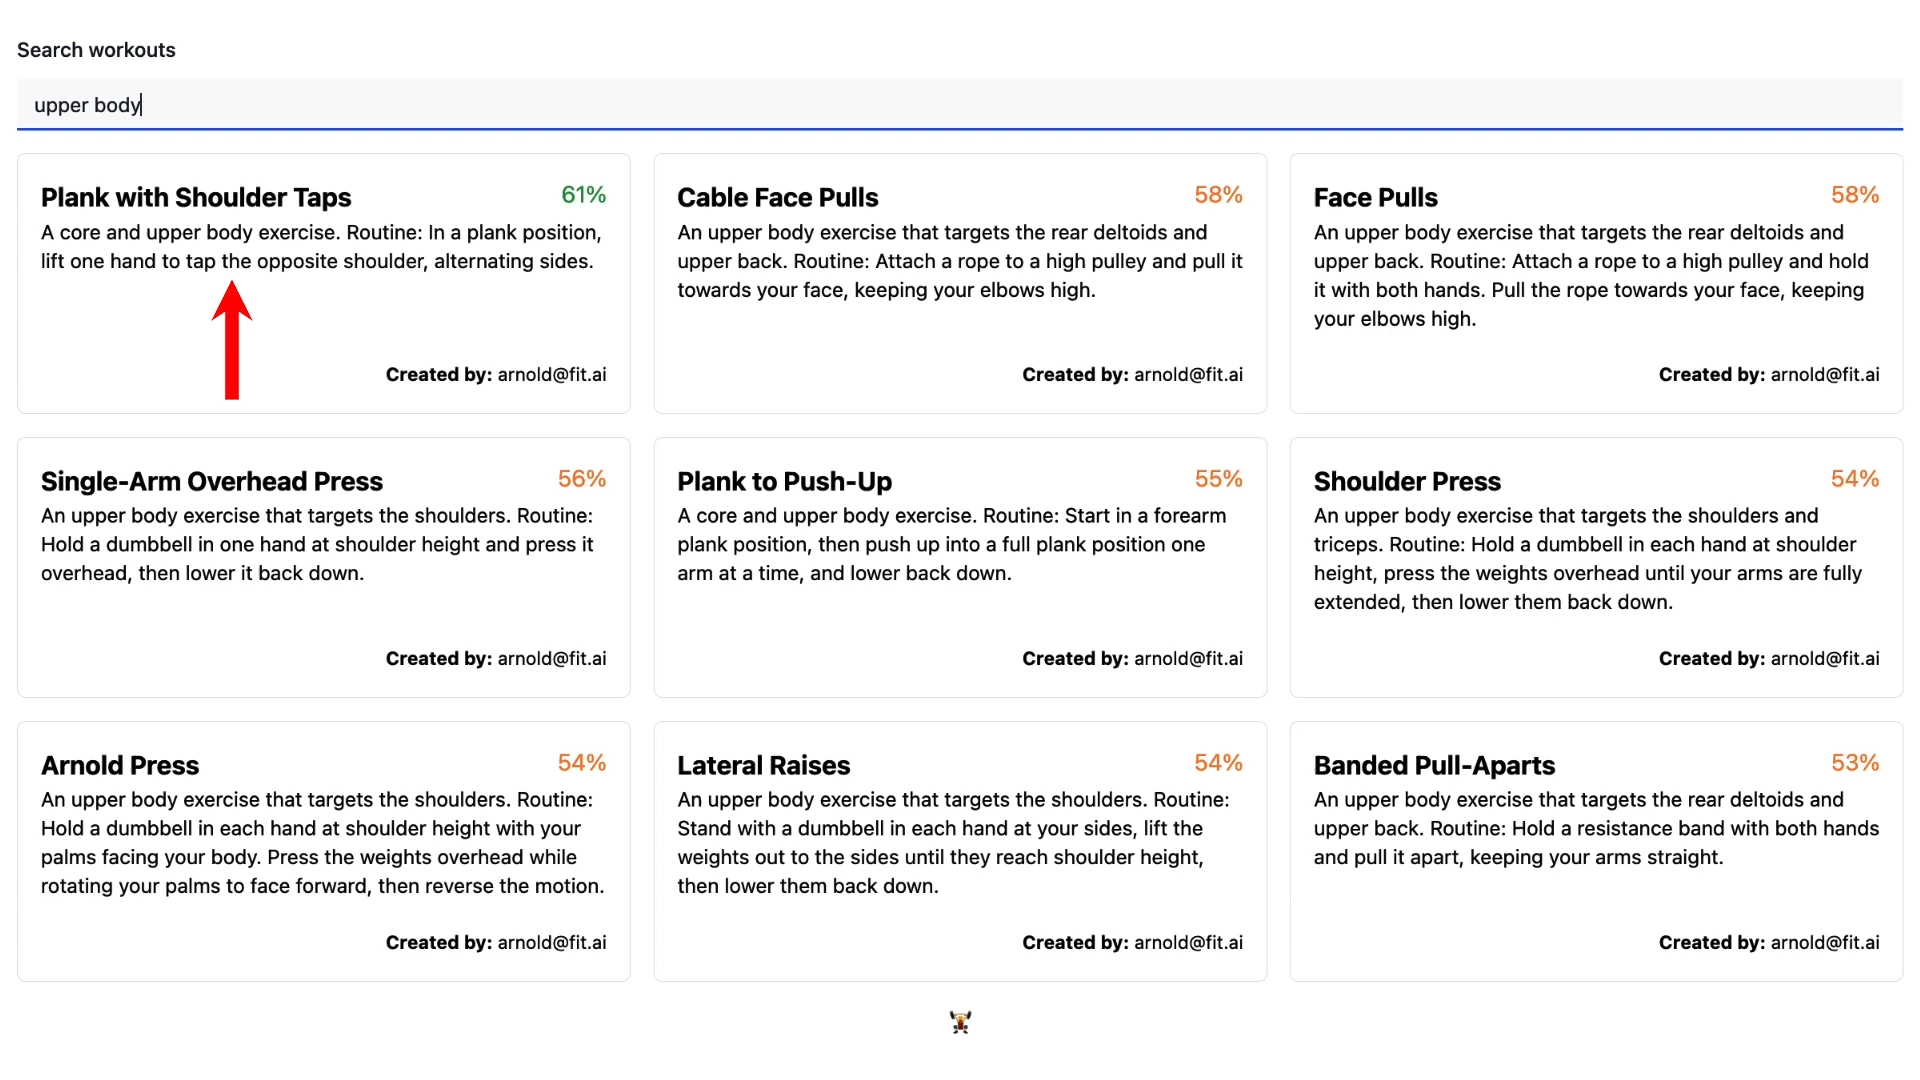 Search workouts
upper body
Plank with Shoulder Taps
61%
A core and upper body exercise. Routine: In a plank position,
lift one hand to tap the opposite shoulder, alternating sides.
Created by: arnold@fit.ai
Cable Face Pulls
58%
An upper body exercise that targets the rear deltoids and
upper back. Routine: Attach a rope to a high pulley and pull it
towards your face, keeping your elbows high.
Created by: arnold@fit.ai
Face Pulls
58%
An upper body exercise that targets the rear deltoids and
upper back. Routine: Attach a rope to a high pulley and hold
it with both hands. Pull the rope towards your face, keeping
your elbows high.
Created by: arnold@fit.ai
Single-Arm Overhead Press
56%
An upper body exercise that targets the shoulders. Routine:
Hold a dumbbell in one hand at shoulder height and press it
overhead, then lower it back down.
Created by: arnold@fit.ai
Plank to Push-Up
55%
A core and upper body exercise. Routine: Start in a forearm
plank position, then push up into a full plank position one
arm at a time, and lower back down.
Created by: arnold@fit.ai
Shoulder Press
54%
An upper body exercise that targets the shoulders and
triceps. Routine: Hold a dumbbell in each hand at shoulder
height, press the weights overhead until your arms are fully
extended, then lower them back down.
Created by: arnold@fit.ai
Arnold Press
54%
An upper body exercise that targets the shoulders. Routine:
Hold a dumbbell in each hand at shoulder height with your
palms facing your body. Press the weights overhead while
rotating your palms to face forward, then reverse the motion.
Created by: arnold@fit.ai
Lateral Raises
54%
An upper body exercise that targets the shoulders. Routine:
Stand with a dumbbell in each hand at your sides, lift the
weights out to the sides until they reach shoulder height,
then lower them back down.
Created by: arnold@fit.ai
Banded Pull-Aparts
53%
An upper body exercise that targets the rear deltoids and
upper back. Routine: Hold a resistance band with both hands
and pull it apart, keeping your arms straight.
Created by: arnold@fit.ai